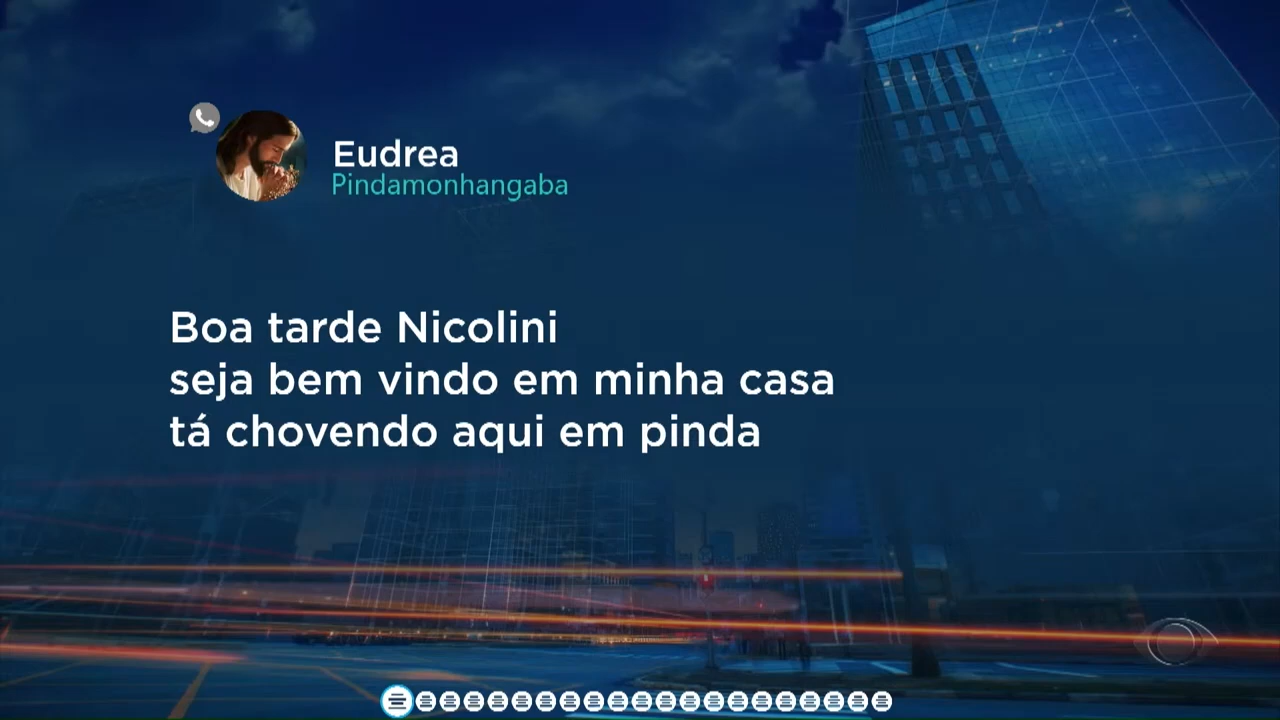 Eudrea
Pindamonhangaba
Boa tarde Nicolini
seja bem vindo em minha casa
tá chovendo aqui em pinda